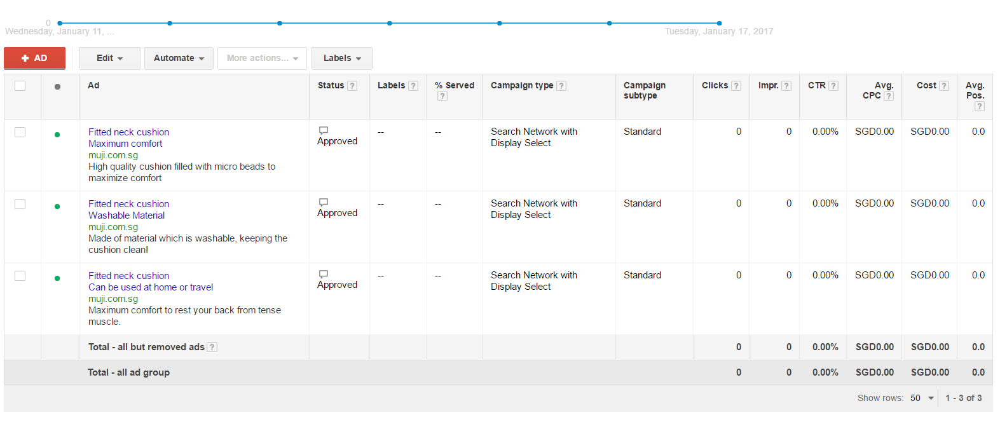 0
Wednesday, January 11, ...
Tuesday, January 17, 2017
+ AD
Edit
Automate
More actions...
Labels
Ad
Status ?
Labels ?
% Served
?
Campaign type ?
Campaign
subtype
Clicks ?
Impr. ?
CTR ?
Avg.
CPC ?
Cost ?
Avg.
Pos.
?
Fitted neck cushion
Maximum comfort
muji.com.sg
High quality cushion filled with micro beads to
maximize comfort
Approved
--
--
Search Network with
Display Select
Standard
0
0
0.00%
SGD0.00
SGD0.00
0.0
Fitted neck cushion
Washable Material
muji.com.sg
Made of material which is washable, keeping the
cushion clean!
Approved
--
--
Search Network with
Display Select
Standard
0
0
0.00%
SGD0.00
SGD0.00
0.0
Fitted neck cushion
Can be used at home or travel
muji.com.sg
Maximum comfort to rest your back from tense
muscle.
Approved
--
--
Search Network with
Display Select
Standard
0
0
0.00%
SGD0.00
SGD0.00
0.0
Total - all but removed ads ?
0
0
0.00%
SGD0.00
SGD0.00
0.0
Total - all ad group
0
0
0.00%
SGD0.00
SGD0.00
0.0
Show rows: 50
1 - 3 of 3